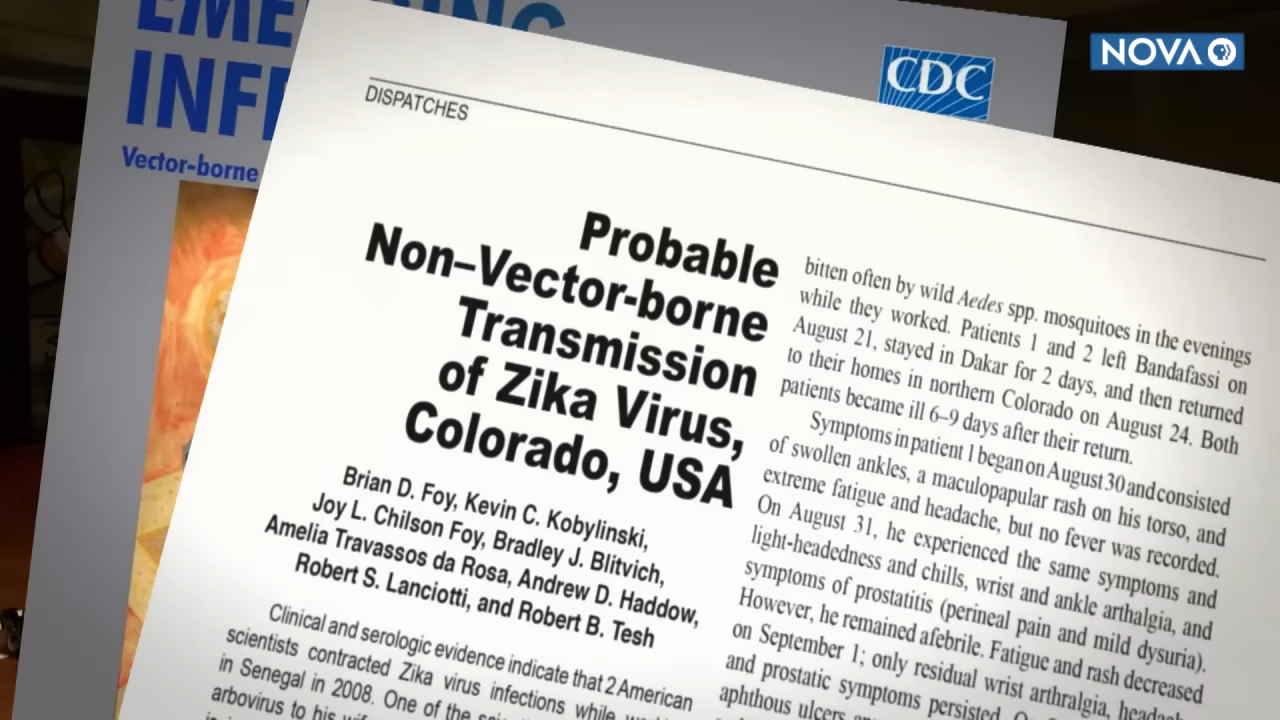 EME
ING
INFE
Vector-borne
CDC
NOVA
DISPATCHES
Probable
Non–Vector-borne
Transmission
of Zika Virus,
Colorado, USA
Brian D. Foy, Kevin C. Kobylinski,
Joy L. Chilson Foy, Bradley J. Blitvich,
Amelia Travassos da Rosa, Andrew D. Haddow,
Robert S. Lanciotti, and Robert B. Tesh
Clinical and serologic evidence indicate that 2 American
scientists contracted Zika virus infections while
in Senegal in 2008. One of the
arbovirus to his
bitten often by wild Aedes spp. mosquitoes in the evenings
while they worked. Patients 1 and 2 left Bandafassi on
August 21, stayed in Dakar for 2 days, and then returned
to their homes in northern Colorado on August 24. Both
patients became ill 6–9 days after their return.
Symptoms in patient 1 began on August 30 and consisted
of swollen ankles, a maculopapular rash on his torso, and
extreme fatigue and headache, but no fever was recorded.
On August 31, he experienced the same symptoms and
light-headedness and chills, wrist and ankle arthalgia, and
symptoms of prostatitis (perineal pain and mild dysuria).
However, he remained afebrile. Fatigue and rash decreased
on September 1; only residual wrist arthralgia,
and prostatic symptoms persisted.
aphthous ulcers